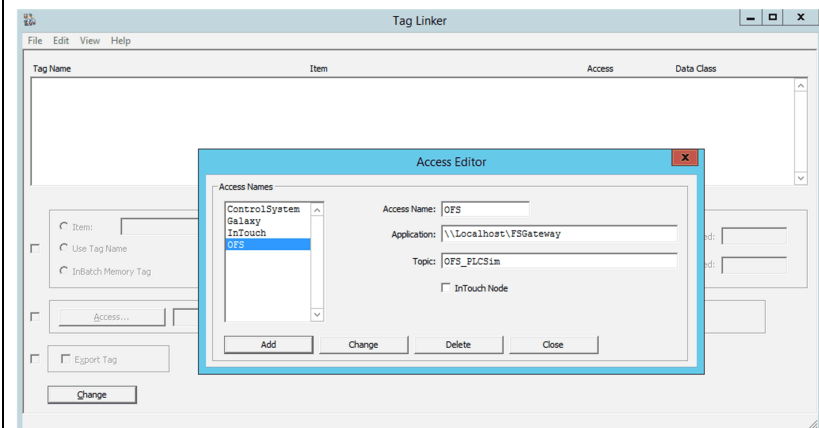 Tag Linker
File Edit View Help
Tag Name Item Access Data Class
Access Editor
Access Names
ControlSystem
Galaxy
InTouch
OFS
Access Name: OFS
Application: \\Localhost\FSGateway
Topic: OFS_PLCSim
InTouch Node
Add Change Delete Close
Item:
Use Tag Name
InBatch Memory Tag
Access...
Export Tag
Change